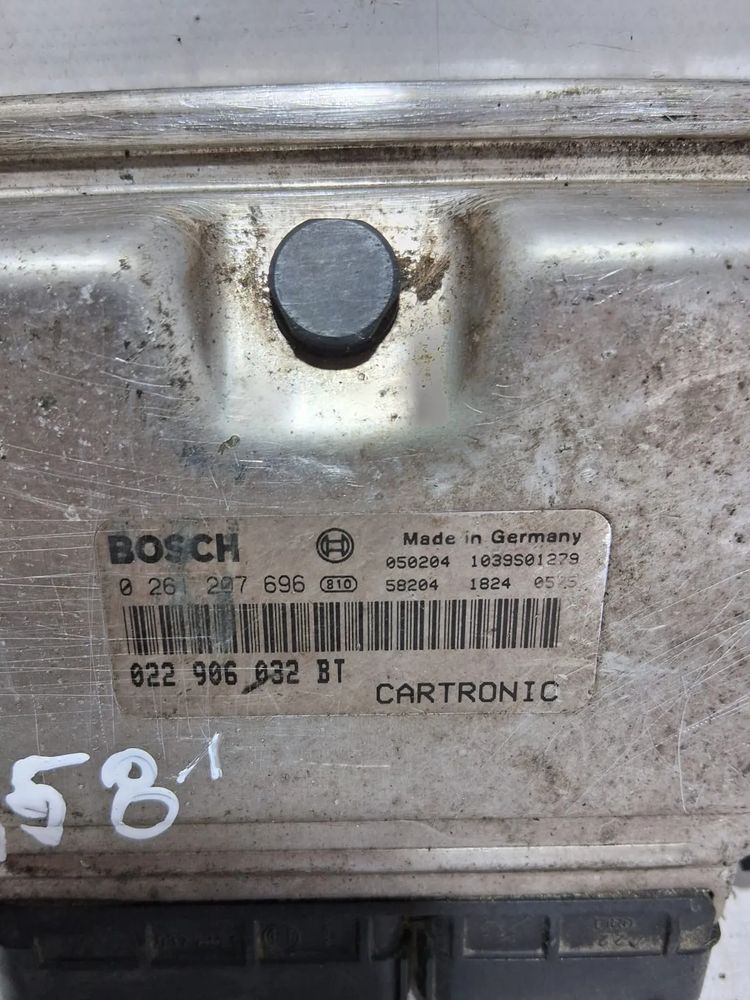 BOSCH Made in Germany
050204 1039S01279
0 261 207 696 810 58204 1824
022 906 032 BT
CARTRONIC
58